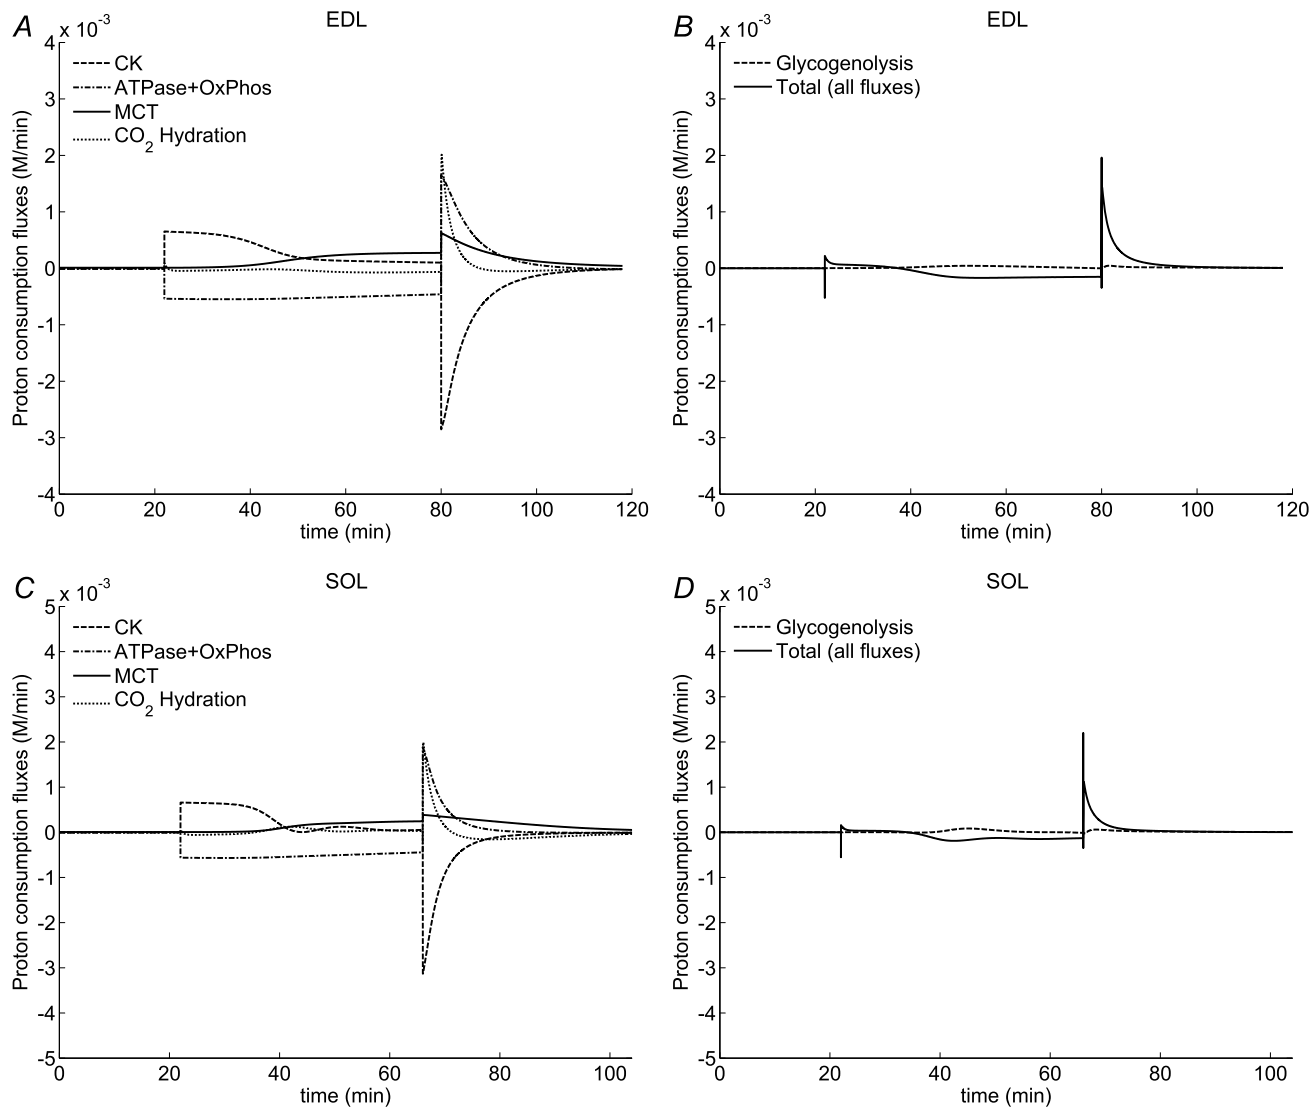 A
x 10-3
EDL
4
3
2
1
0
-1
-2
-3
-4
Proton consumption fluxes (M/min)
CK
ATPase+OxPhos
MCT
CO2 Hydration
0 20 40 60 80 100 120
time (min)
B
x 10-3
EDL
4
3
2
1
0
-1
-2
-3
-4
Proton consumption fluxes (M/min)
Glycogenolysis
Total (all fluxes)
0 20 40 60 80 100 120
time (min)
C
x 10-3
SOL
5
4
3
2
1
0
-1
-2
-3
-4
-5
Proton consumption fluxes (M/min)
CK
ATPase+OxPhos
MCT
CO2 Hydration
0 20 40 60 80 100
time (min)
D
x 10-3
SOL
5
4
3
2
1
0
-1
-2
-3
-4
-5
Proton consumption fluxes (M/min)
Glycogenolysis
Total (all fluxes)
0 20 40 60 80 100
time (min)